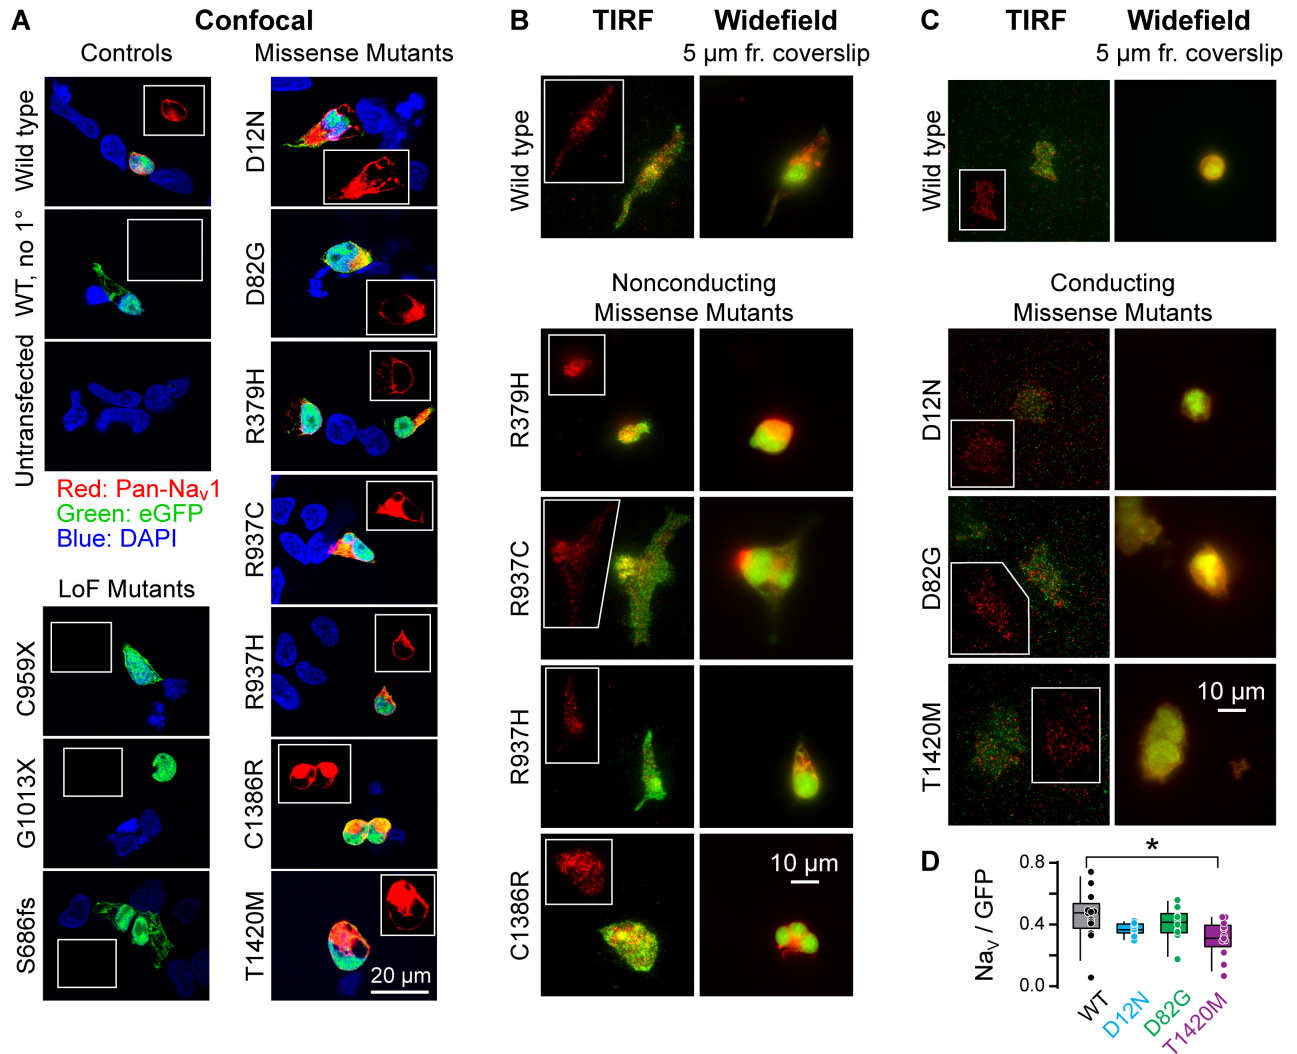 A
Confocal
Controls
Missense Mutants
Wild type
WT, no 1°
Untransfected
Red: Pan-Nav1
Green: eGFP
Blue: DAPI
LoF Mutants
C959X
G1013X
S686fs
D12N
D82G
R379H
R937C
R937H
C1386R
T1420M
20 µm
B
TIRF
Widefield
5 µm fr. coverslip
Wild type
Nonconducting
Missense Mutants
R379H
R937C
R937H
C1386R
10 µm
C
TIRF
Widefield
5 µm fr. coverslip
Wild type
Conducting
Missense Mutants
D12N
D82G
T1420M
10 µm
D
NaV / GFP
0.8
0.4
0.0
*
WT
D12N
D82G
T1420M